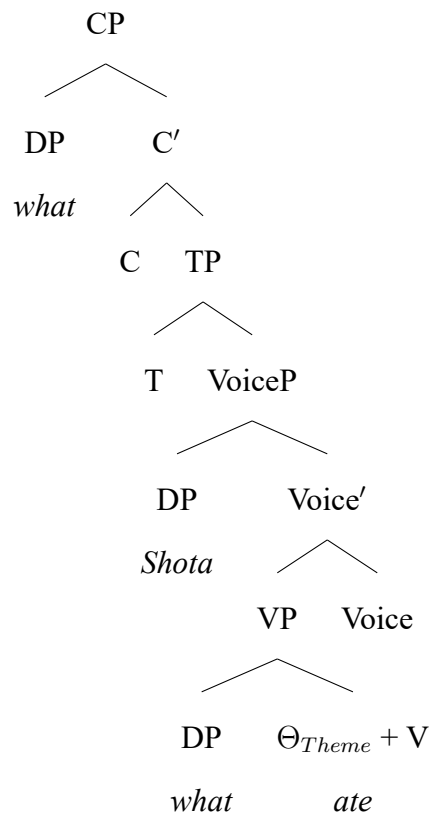 CP
DP C′
what
C TP
T VoiceP
DP Voice′
Shota
VP Voice
DP Θ_Theme + V
what ate